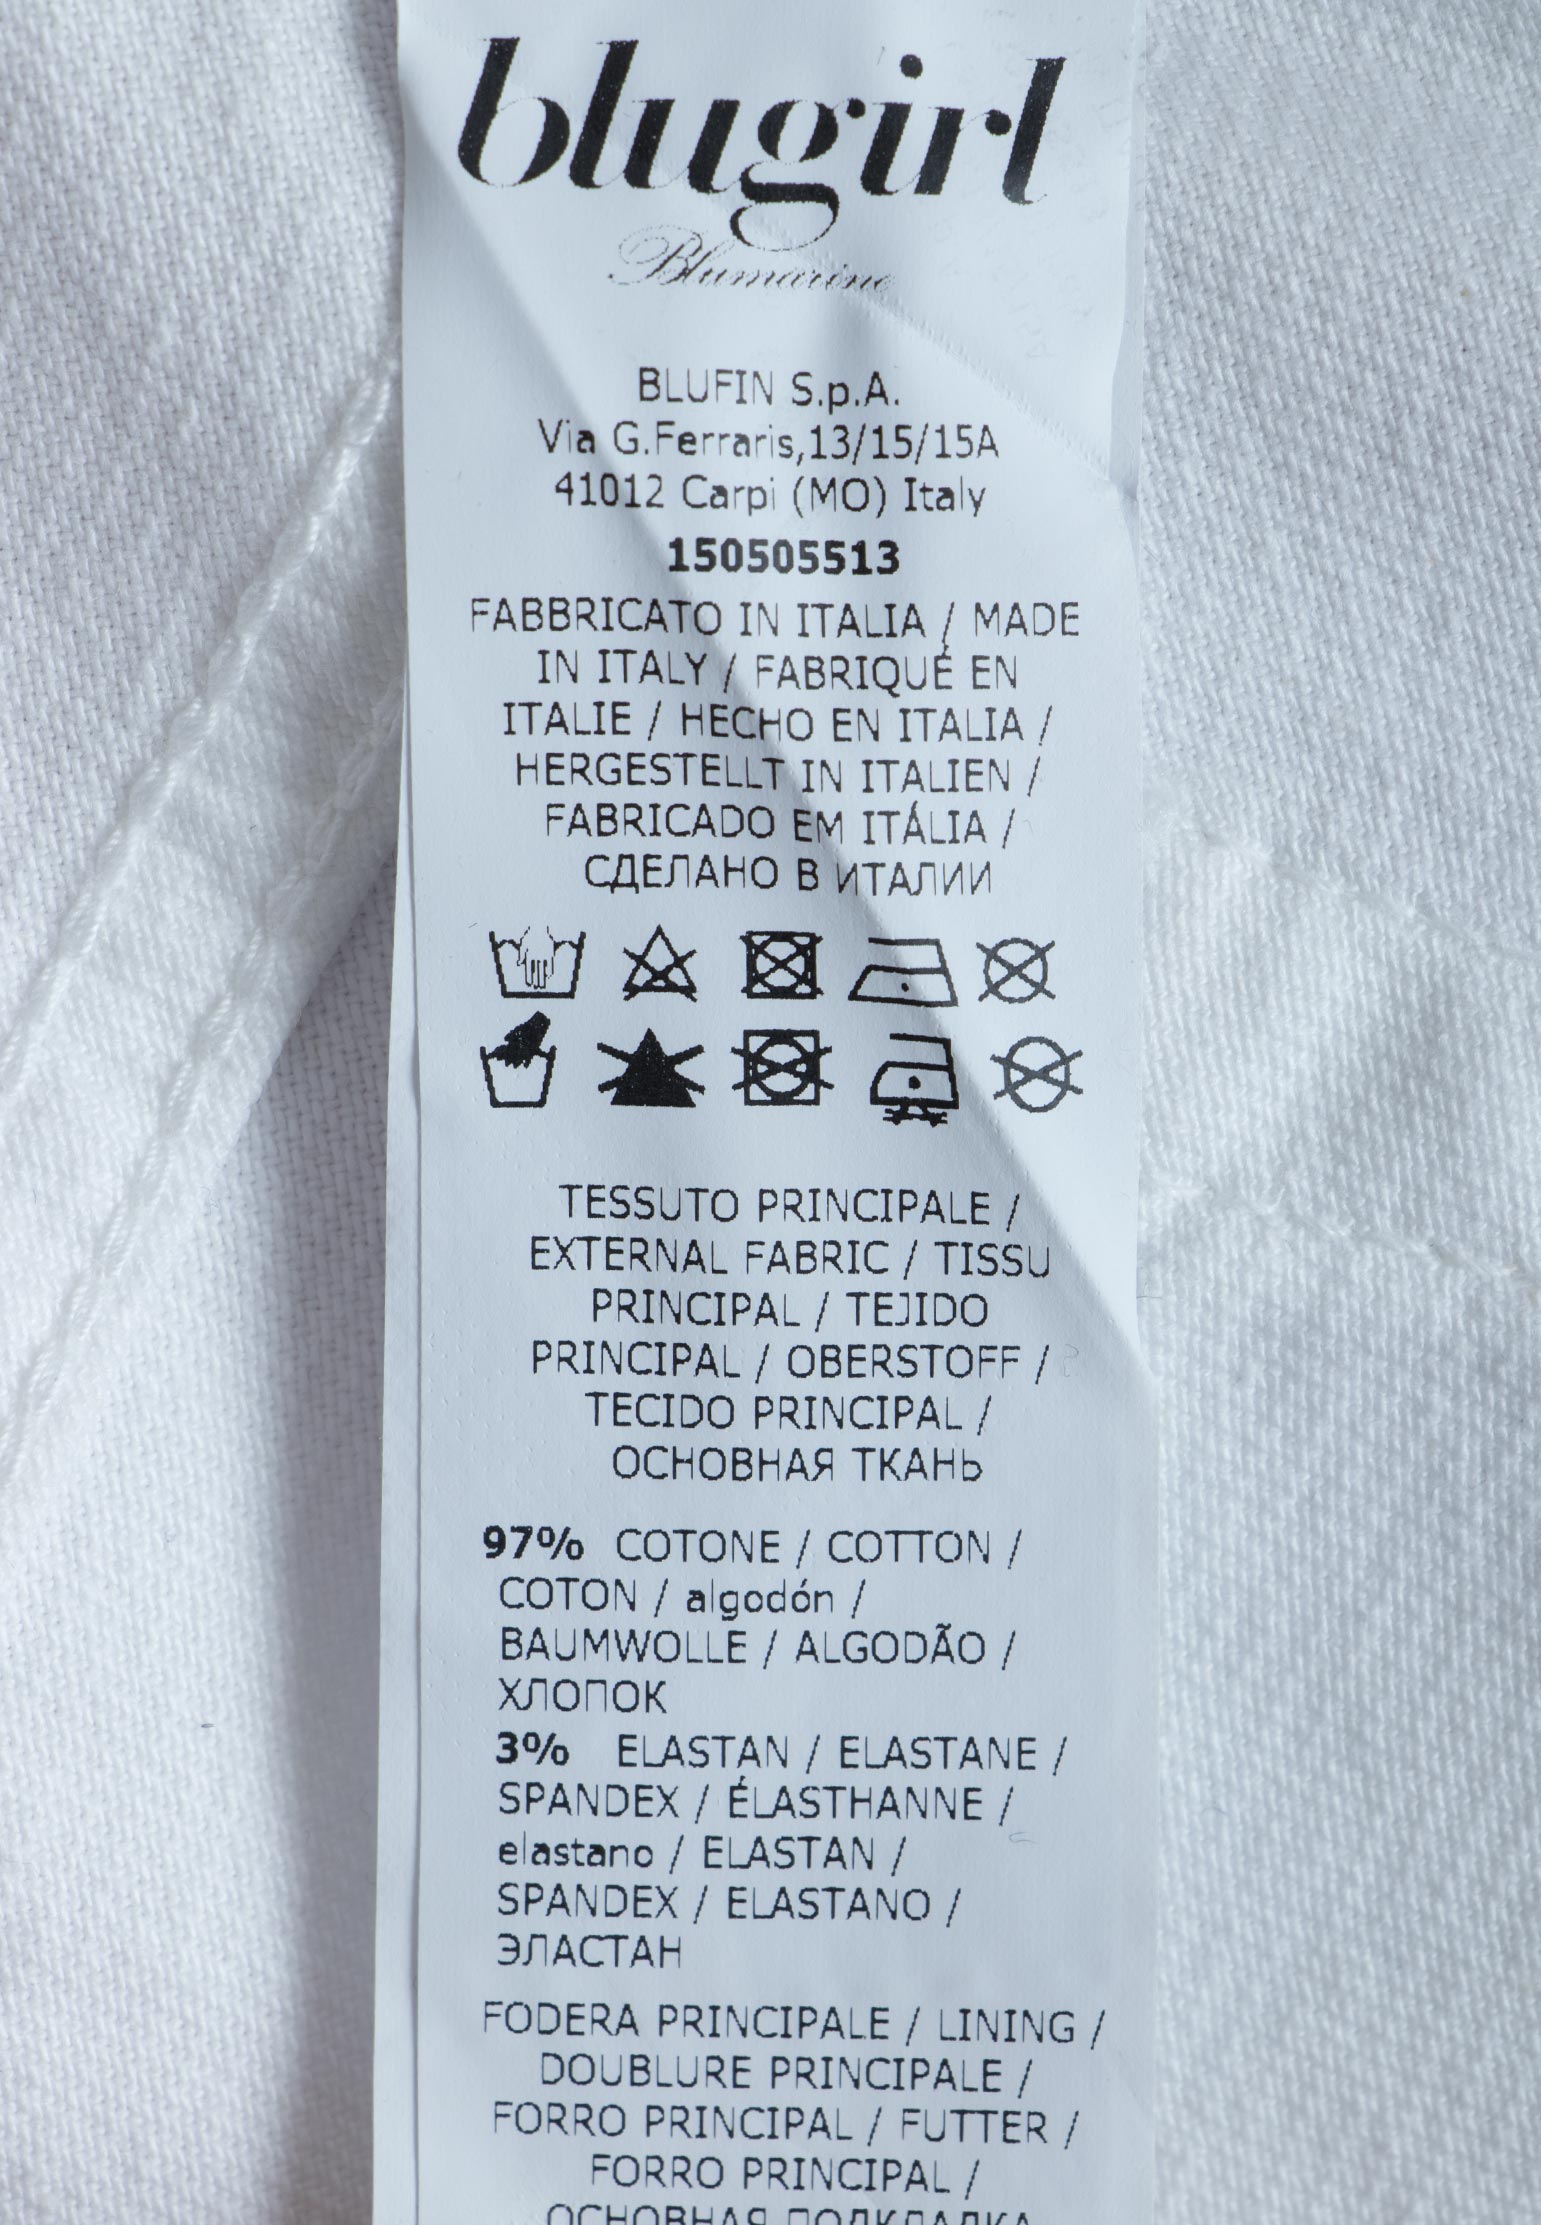 blugirl
Blumarine
BLUFIN S.p.A.
Via G.Ferraris,13/15/15A
41012 Carpi (MO) Italy
150505513
FABBRICATO IN ITALIA / MADE
IN ITALY / FABRIQUÉ EN
ITALIE / HECHO EN ITALIA /
HERGESTELLT IN ITALIEN /
FABRICADO EM ITÁLIA /
СДЕЛАНО В ИТАЛИИ
TESSUTO PRINCIPALE /
EXTERNAL FABRIC / TISSU
PRINCIPAL / TEJIDO
PRINCIPAL / OBERSTOFF /
TECIDO PRINCIPAL /
ОСНОВНАЯ ТКАНЬ
97% COTONE / COTTON /
COTON / algodón /
BAUMWOLLE / ALGODÃO /
ХЛОПОК
3% ELASTAN / ELASTANE /
SPANDEX / ÉLASTHANNE /
elastano / ELASTAN /
SPANDEX / ELASTANO /
ЭЛАСТАН
FODERA PRINCIPALE / LINING /
DOUBLURE PRINCIPALE /
FORRO PRINCIPAL / FUTTER /
FORRO PRINCIPAL /
ОСНОВНАЯ ПОДКЛАДКА